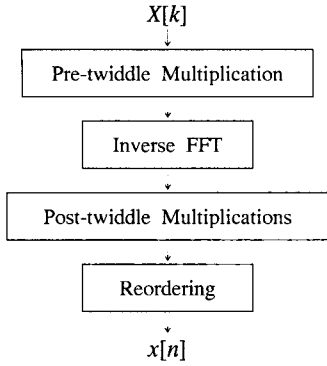 X[k]
Pre-twiddle Multiplication
Inverse FFT
Post-twiddle Multiplications
Reordering
x[n]